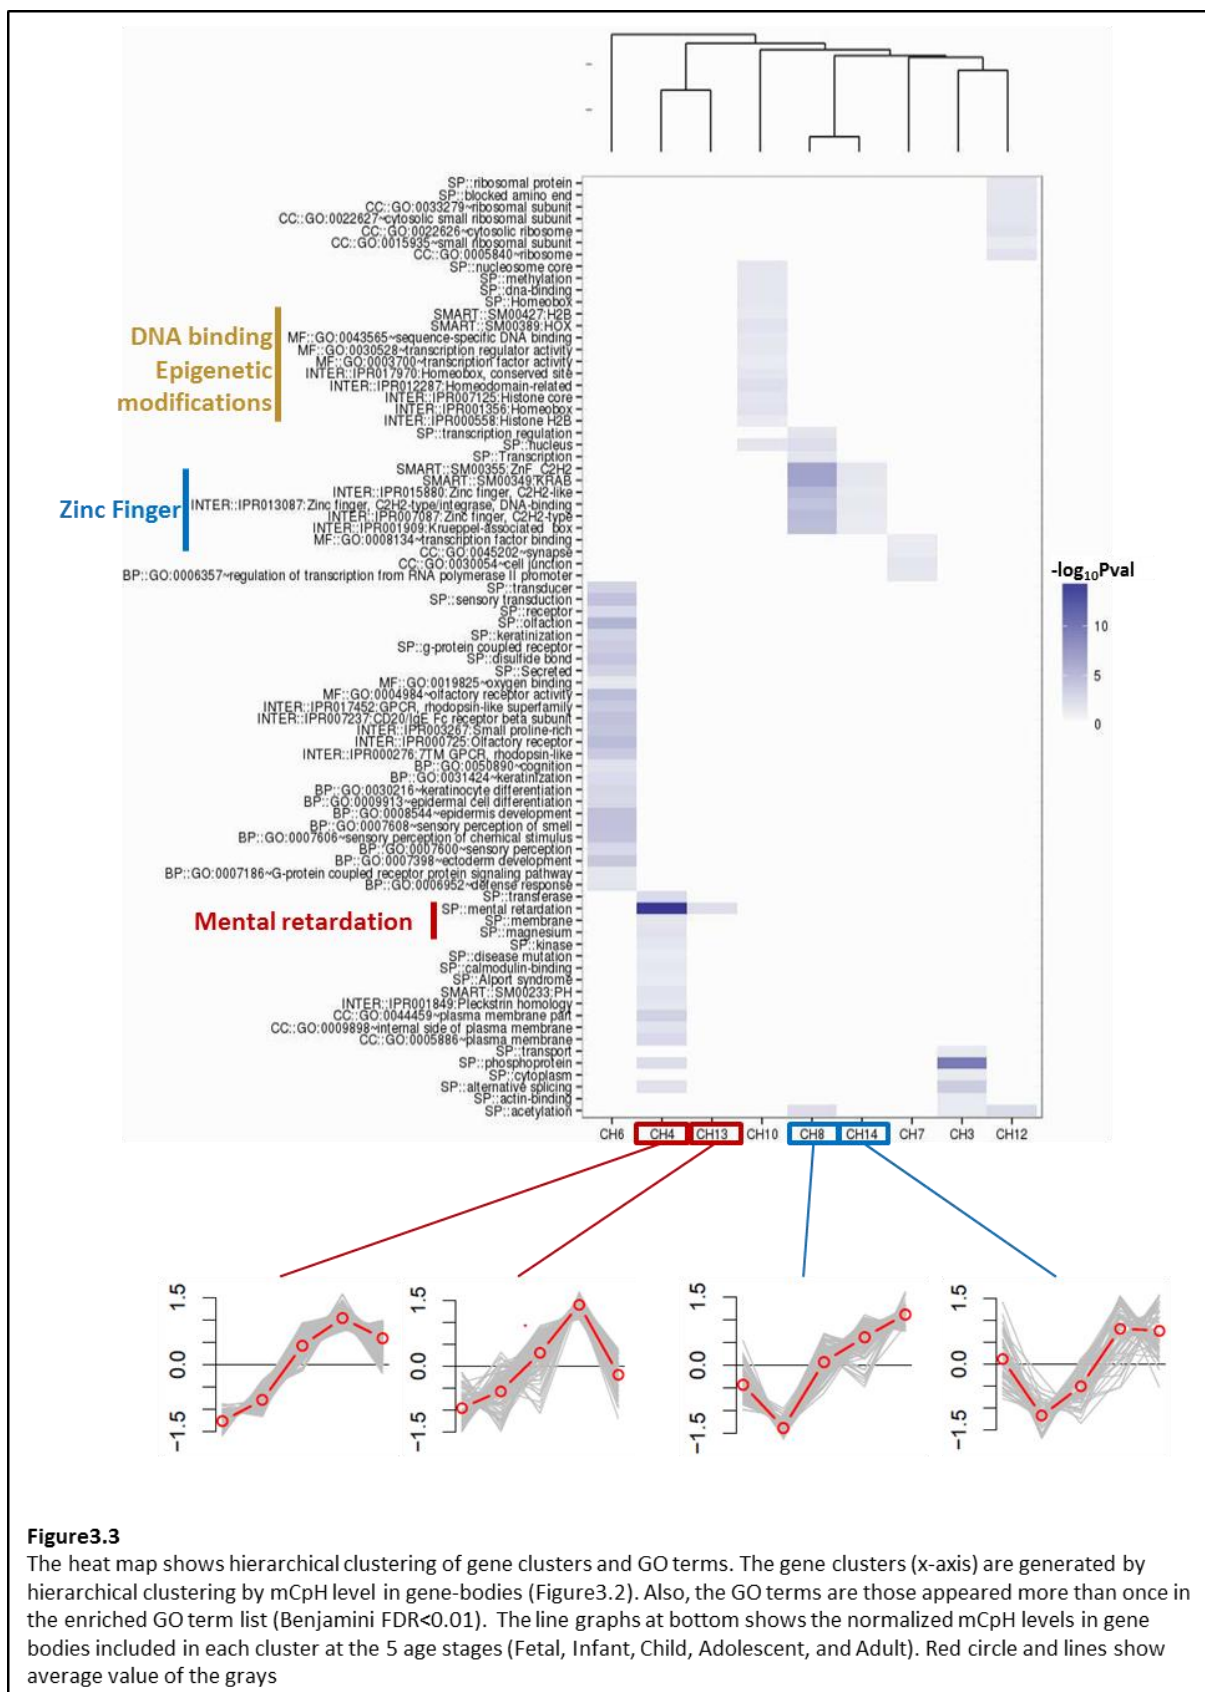 SP::ribosomal protein
SP::blocked amino end
CC::GO:0033279~ribosomal subunit
CC::GO:0022627~cytosolic small ribosomal subunit
CC::GO:0022626~cytosolic ribosome
CC::GO:0015935~small ribosomal subunit
CC::GO:0005840~ribosome
SP::nucleosome core
SP::methylation
SP::dna-binding
SP::Homeobox
SMART::SM00427:H2B
SMART::SM00389:HOX
MF::GO:0043565~sequence-specific DNA binding
MF::GO:0030528~transcription regulator activity
MF::GO:0003700~transcription factor activity
INTER::IPR017970:Homeobox, conserved site
INTER::IPR012287:Homeodomain-related
INTER::IPR007125:Histone core
INTER::IPR001356:Homeobox
INTER::IPR000558:Histone H2B
DNA binding
Epigenetic
modifications
SP::transcription regulation
SP::nucleus
SP::Transcription
SMART::SM00355:ZnF_C2H2
SMART::SM00349:KRAB
INTER::IPR015880:Zinc finger, C2H2-like
INTER::IPR013087:Zinc finger, C2H2-type/integrase, DNA-binding
INTER::IPR007087:Zinc finger, C2H2-type
INTER::IPR001909:Krueppel-associated box
Zinc Finger
MF::GO:0008134~transcription factor binding
CC::GO:0045202~synapse
CC::GO:0030054~cell junction
BP::GO:0006357~regulation of transcription from RNA polymerase II promoter
SP::transducer
SP::sensory transduction
SP::receptor
SP::olfaction
SP::keratinization
SP::g-protein coupled receptor
SP::disulfide bond
SP::Secreted
MF::GO:0019825~oxygen binding
MF::GO:0004984~olfactory receptor activity
INTER::IPR017452:GPCR, rhodopsin-like superfamily
INTER::IPR007237:CD20/IgE Fc receptor beta subunit
INTER::IPR003267:Small proline-rich
INTER::IPR000725:Olfactory receptor
INTER::IPR000276:7TM GPCR, rhodopsin-like
BP::GO:0050890~cognition
BP::GO:0031424~keratinization
BP::GO:0030216~keratinocyte differentiation
BP::GO:0009913~epidermal cell differentiation
BP::GO:0008544~epidermis development
BP::GO:0007608~sensory perception of smell
BP::GO:0007606~sensory perception of chemical stimulus
BP::GO:0007600~sensory perception
BP::GO:0007398~ectoderm development
BP::GO:0007186~G-protein coupled receptor protein signaling pathway
BP::GO:0006952~defense response
SP::transferase
SP::mental retardation
Mental retardation
SP::membrane
SP::magnesium
SP::kinase
SP::disease mutation
SP::calmodulin-binding
SP::Alport syndrome
SMART::SM00233:PH
INTER::IPR001849:Pleckstrin homology
CC::GO:0044459~plasma membrane part
CC::GO:0009898~internal side of plasma membrane
CC::GO:0005886~plasma membrane
SP::transport
SP::phosphoprotein
SP::cytoplasm
SP::alternative splicing
SP::actin-binding
SP::acetylation
-log10Pval
10
5
0
CH6 CH4 CH13 CH10 CH8 CH14 CH7 CH3 CH12
1.5 0.0 −1.5
1.5 0.0 −1.5
1.5 0.0 −1.5
1.5 0.0 −1.5
Figure3.3
The heat map shows hierarchical clustering of gene clusters and GO terms. The gene clusters (x-axis) are generated by
hierarchical clustering by mCpH level in gene-bodies (Figure3.2). Also, the GO terms are those appeared more than once in
the enriched GO term list (Benjamini FDR<0.01). The line graphs at bottom shows the normalized mCpH levels in gene
bodies included in each cluster at the 5 age stages (Fetal, Infant, Child, Adolescent, and Adult). Red circle and lines show
average value of the grays